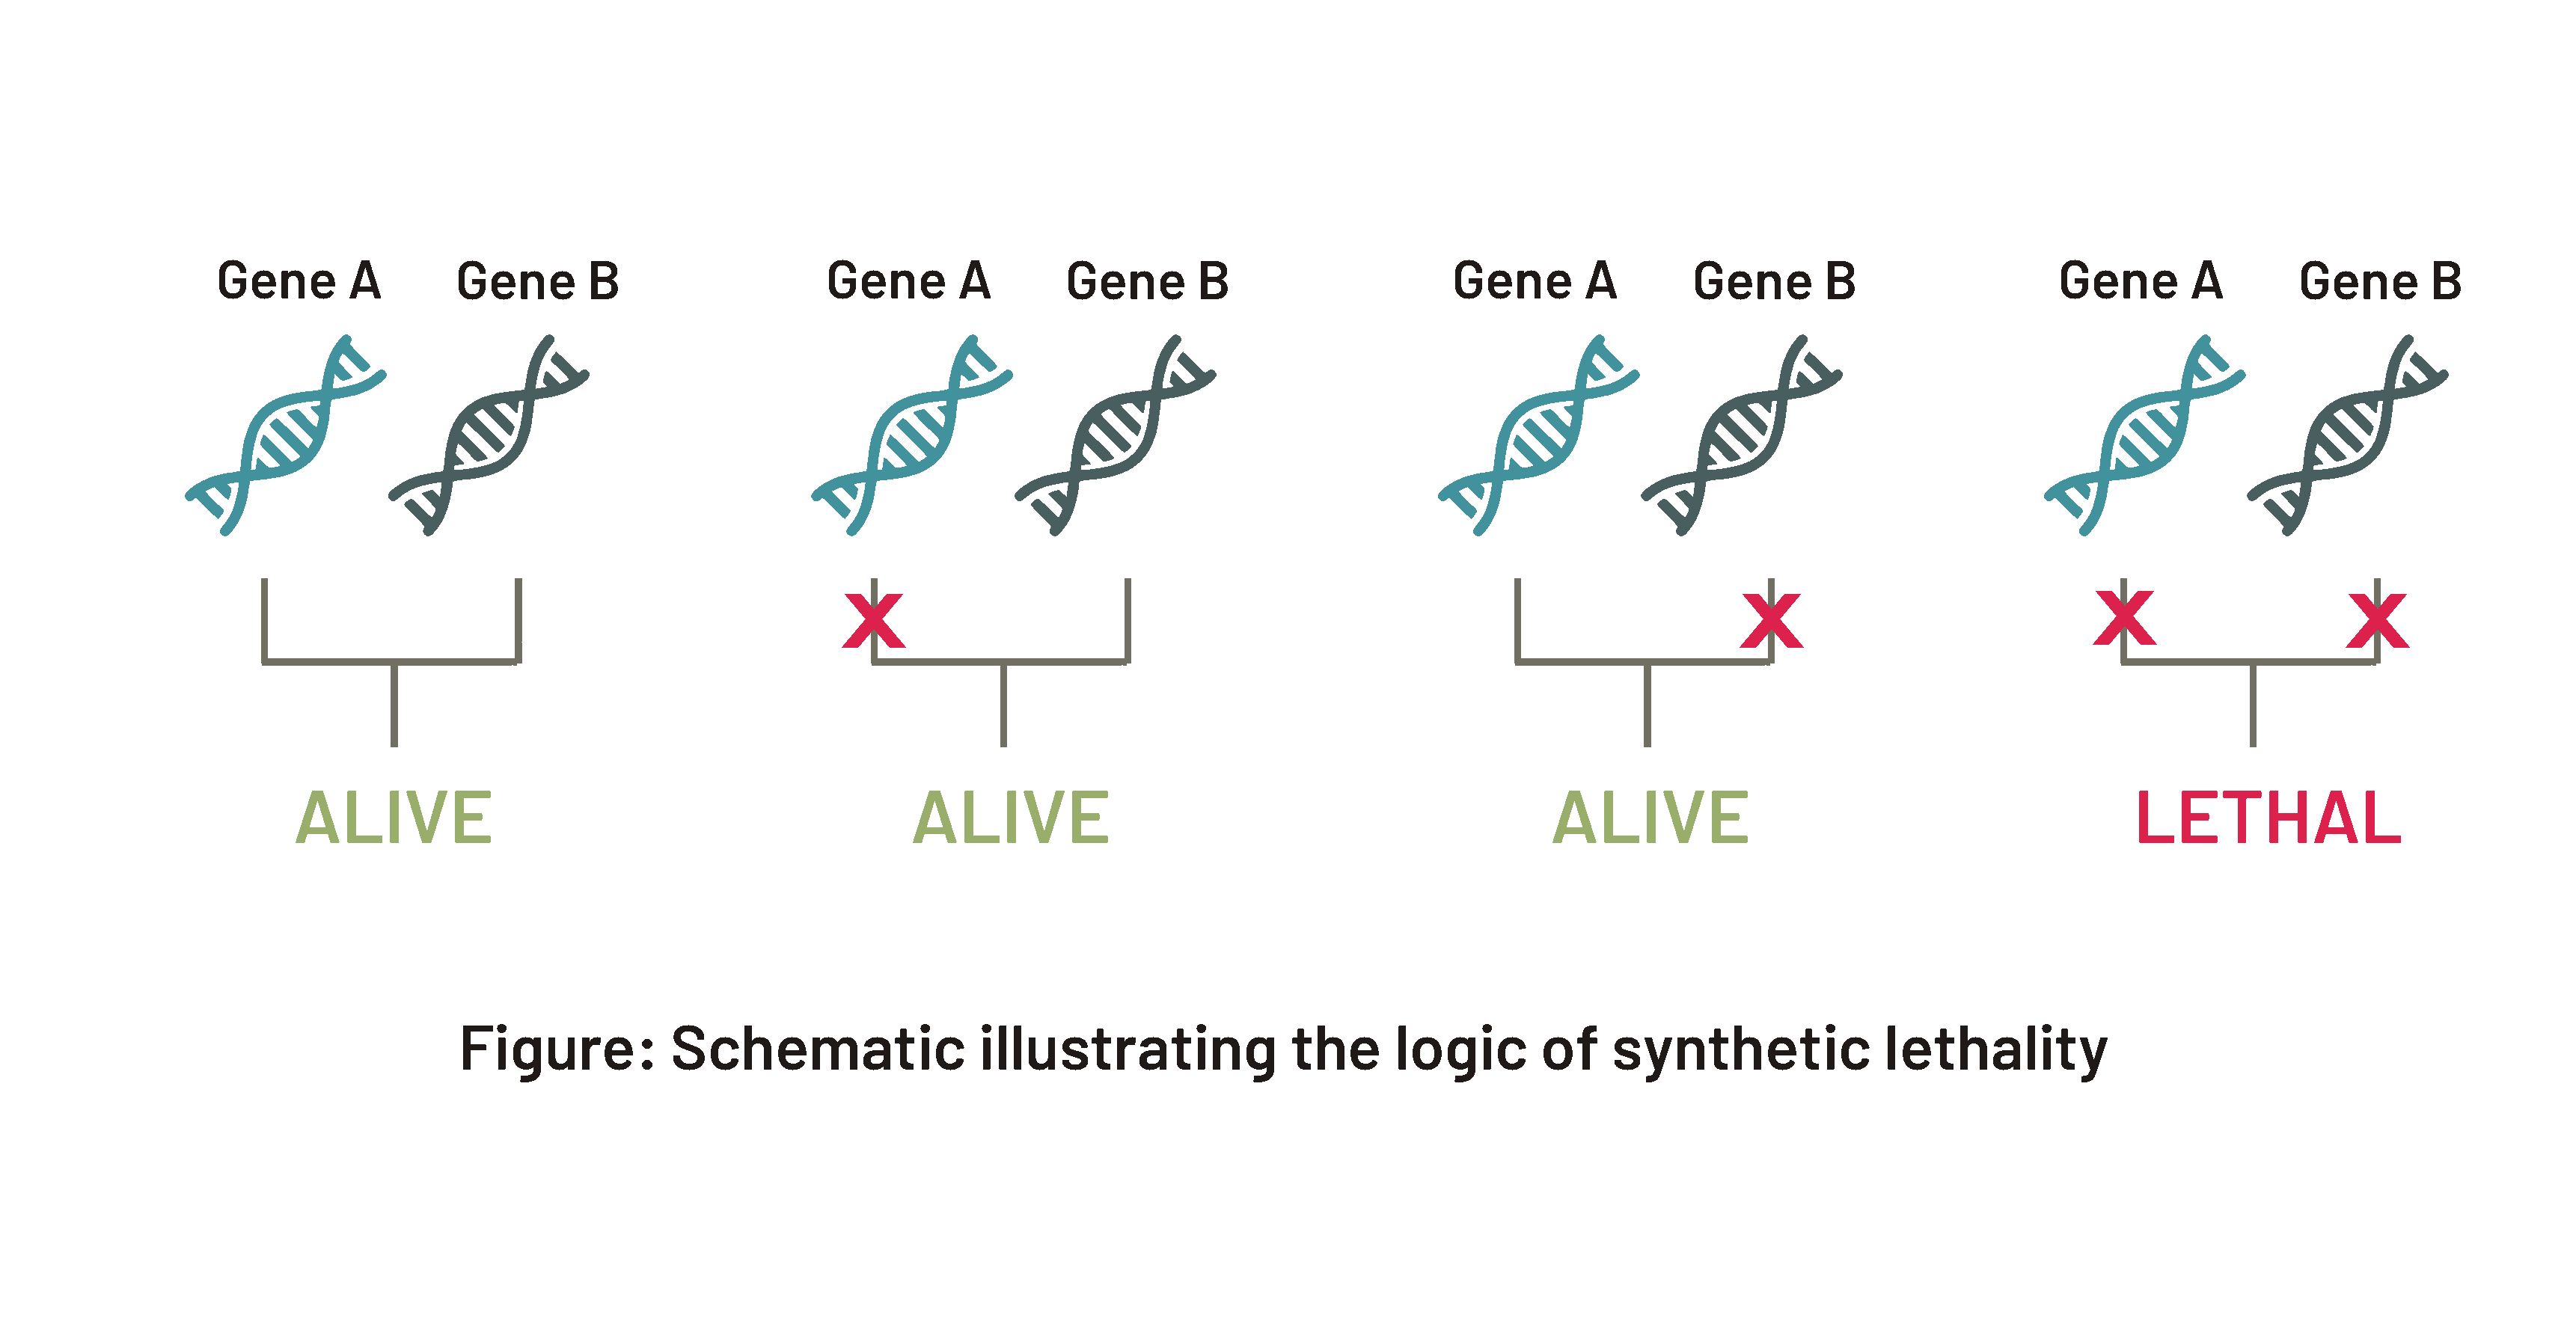 Gene A Gene B Gene A Gene B Gene A Gene B Gene A Gene B
X X X X
ALIVE ALIVE ALIVE LETHAL
Figure: Schematic illustrating the logic of synthetic lethality